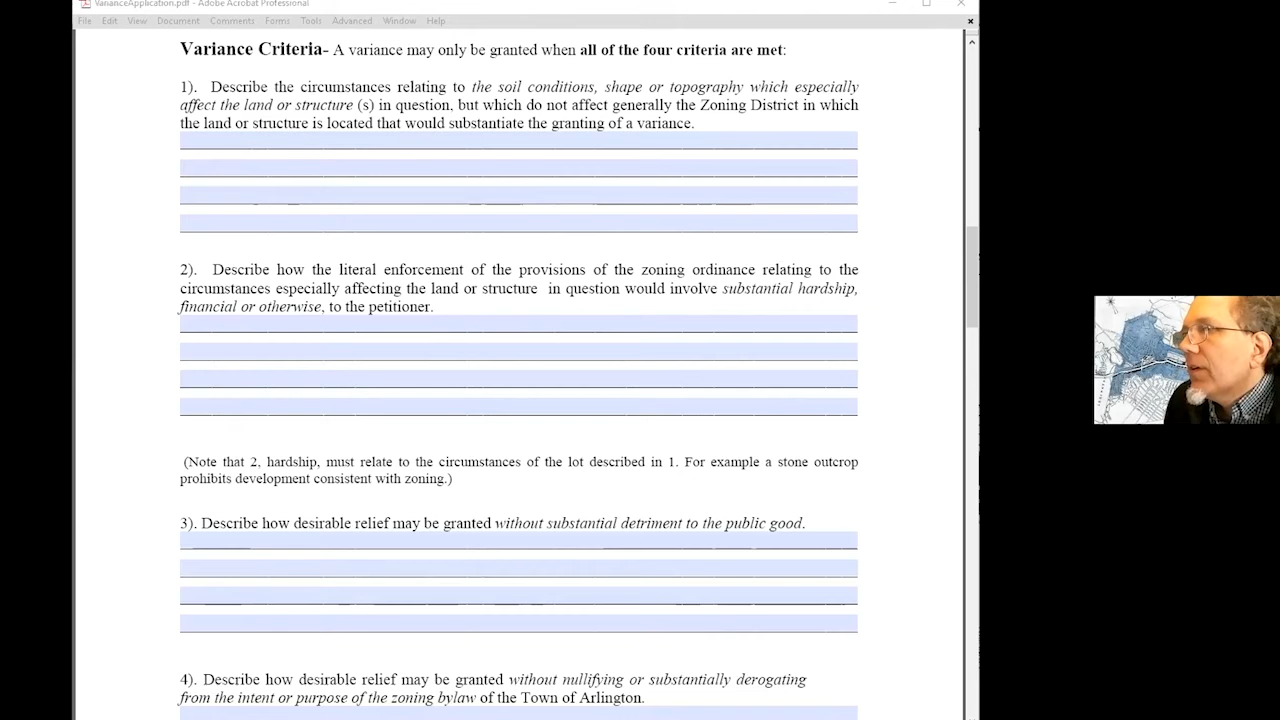 VarianceApplication.pdf - Adobe Acrobat Professional
File Edit View Document Comments Forms Tools Advanced Window Help
Variance Criteria- A variance may only be granted when all of the four criteria are met:
1). Describe the circumstances relating to the soil conditions, shape or topography which especially
affect the land or structure (s) in question, but which do not affect generally the Zoning District in which
the land or structure is located that would substantiate the granting of a variance.
2). Describe how the literal enforcement of the provisions of the zoning ordinance relating to the
circumstances especially affecting the land or structure in question would involve substantial hardship,
financial or otherwise, to the petitioner.
(Note that 2, hardship, must relate to the circumstances of the lot described in 1. For example a stone outcrop
prohibits development consistent with zoning.)
3). Describe how desirable relief may be granted without substantial detriment to the public good.
4). Describe how desirable relief may be granted without nullifying or substantially derogating
from the intent or purpose of the zoning bylaw of the Town of Arlington.